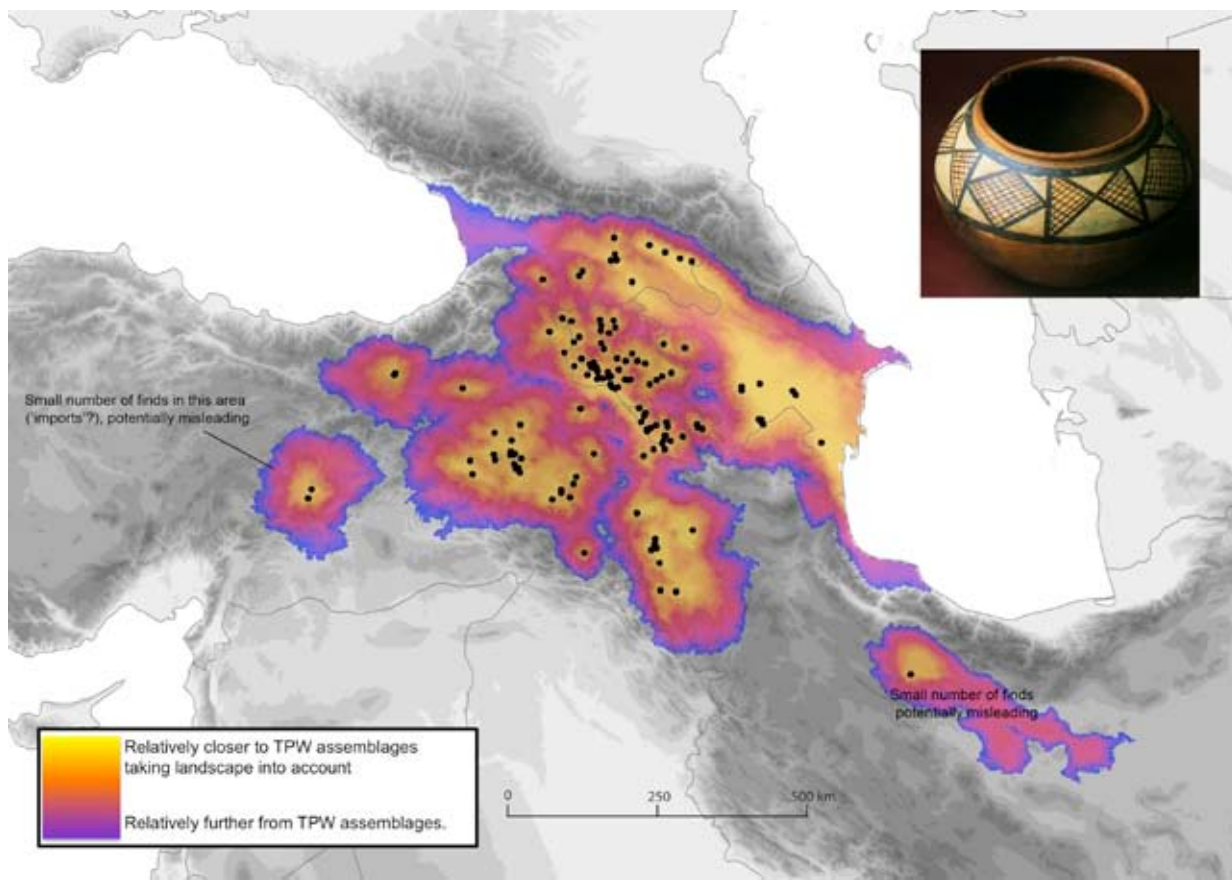 Small number of finds in this area
('imports'?), potentially misleading
Small number of finds
potentially misleading
Relatively closer to TPW assemblages
taking landscape into account
Relatively further from TPW assemblages.
0
250
500 km